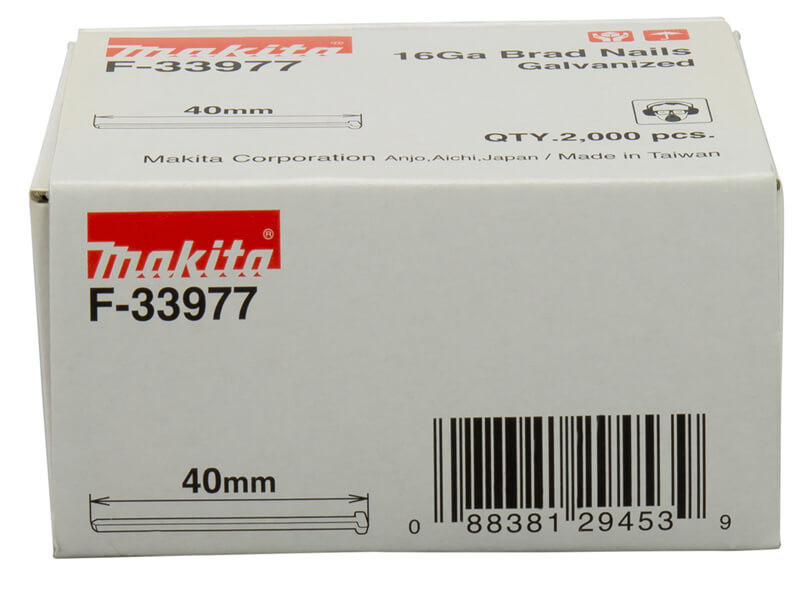 makita ®
F-33977
16Ga Brad Nails
Galvanized
40mm
QTY.2,000 pcs.
Makita Corporation Anjo,Aichi,Japan / Made in Taiwan
makita ®
F-33977
40mm
0 88381 29453 9